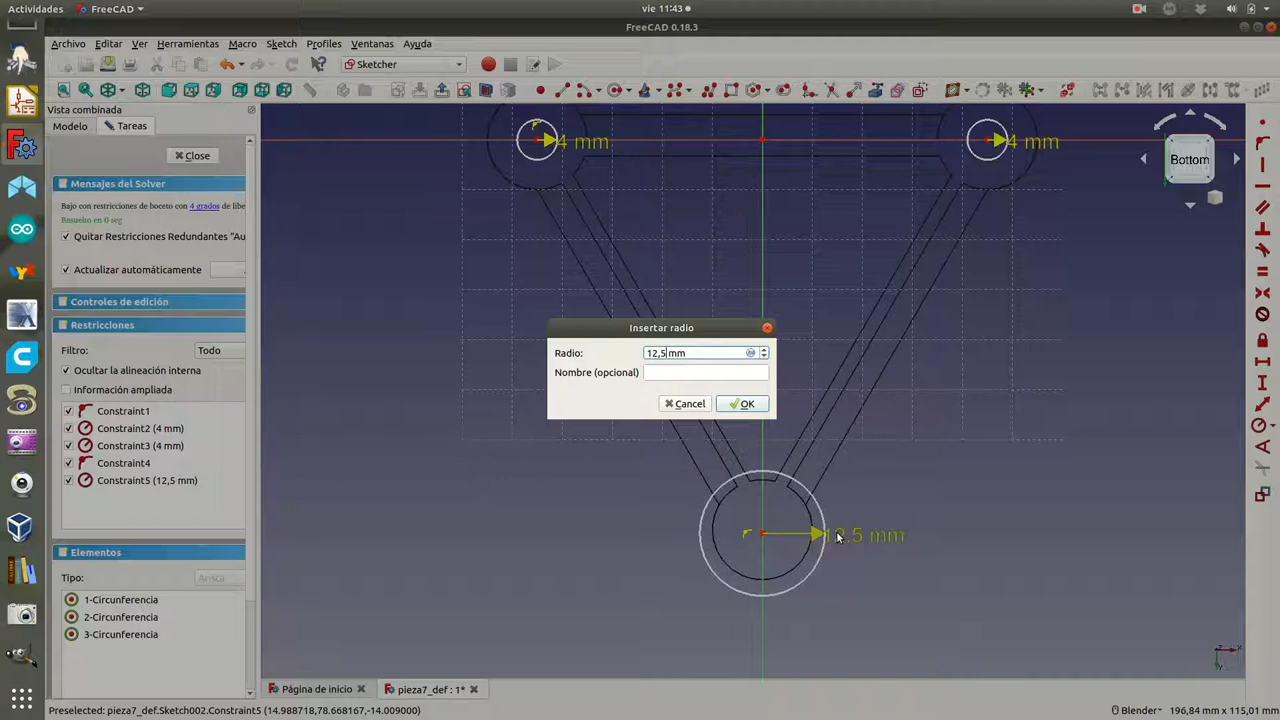 Actividades FreeCAD vie 11:43
FreeCAD 0.18.3
Archivo Editar Ver Herramientas Macro Sketch Profiles Ventanas Ayuda
Sketcher
Vista combinada
Modelo Tareas
Close
Mensajes del Solver
Bajo con restricciones de boceto con 4 grados de libe
Resuelto en 0 seg
Quitar Restricciones Redundantes "Au
Actualizar automáticamente
Controles de edición
Restricciones
Filtro: Todo
Ocultar la alineación interna
Información ampliada
Constraint1
Constraint2 (4 mm)
Constraint3 (4 mm)
Constraint4
Constraint5 (12,5 mm)
Elementos
Tipo: Arista
1-Circunferencia
2-Circunferencia
3-Circunferencia
4 mm
4 mm
Bottom
Insertar radio
Radio: 12,5 mm
Nombre (opcional)
Cancel OK
12.5 mm
Página de inicio pieza7_def : 1*
Preselected: pieza7_def.Sketch002.Constraint5 (14.988718,78.668167,-14.009000) Blender 196,84 mm x 115,01 mm